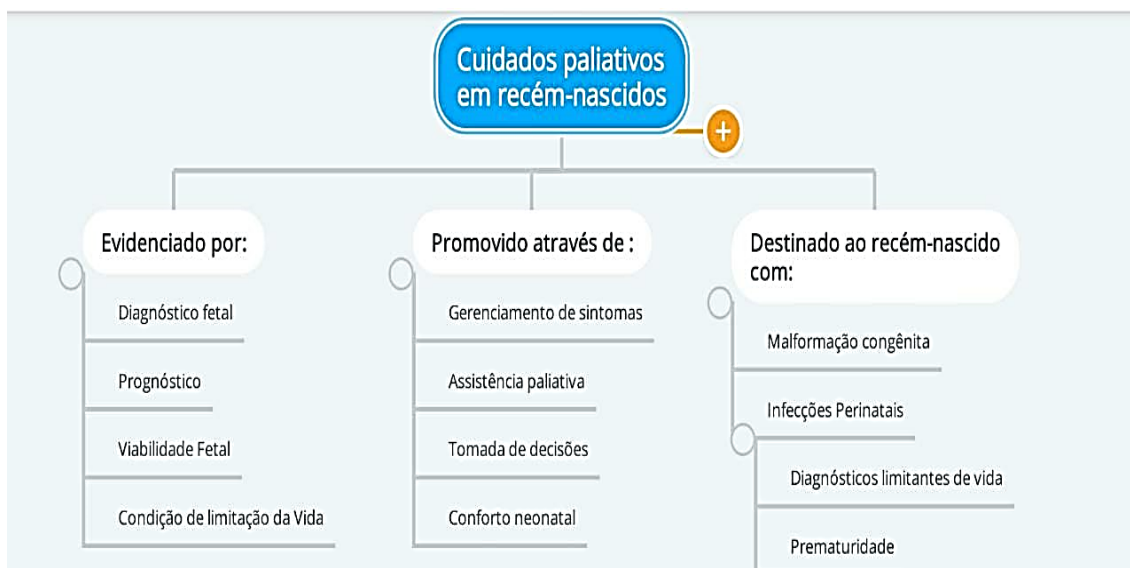 Cuidados paliativos
em recém-nascidos
+
Evidenciado por:
Diagnóstico fetal
Prognóstico
Viabilidade Fetal
Condição de limitação da Vida
Promovido através de :
Gerenciamento de sintomas
Assistência paliativa
Tomada de decisões
Conforto neonatal
Destinado ao recém-nascido
com:
Malformação congênita
Infecções Perinatais
Diagnósticos limitantes de vida
Prematuridade